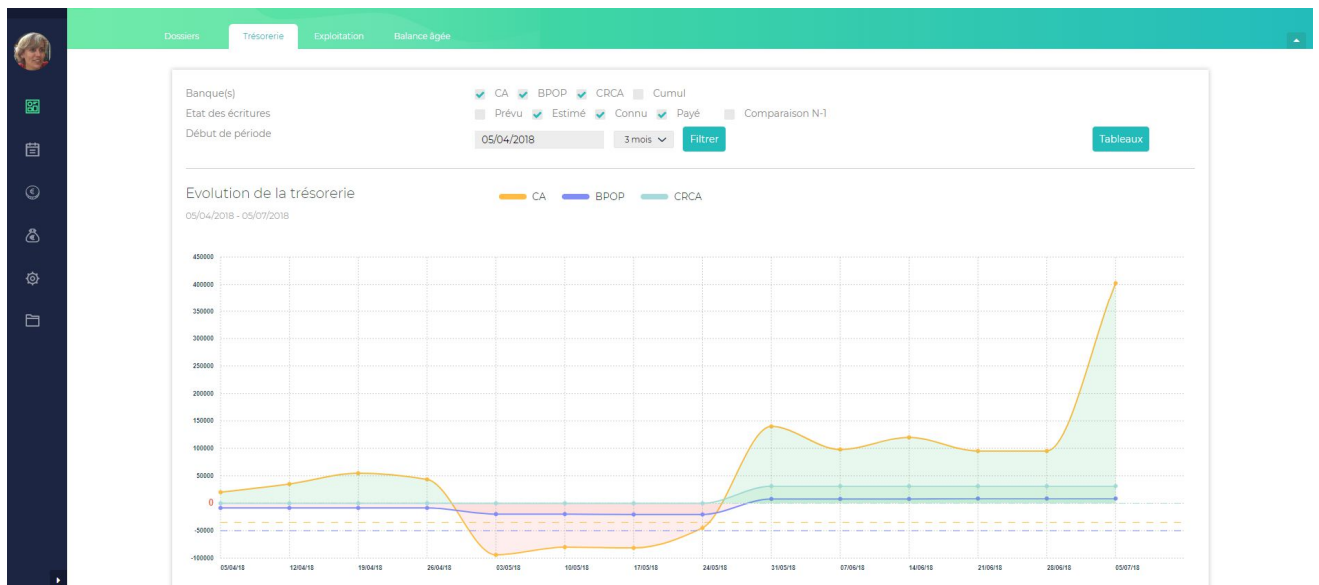 Dossiers Trésorerie Exploitation Balance âgée
Banque(s) CA BPOP CRCA Cumul
Etat des écritures Prévu Estimé Connu Payé Comparaison N-1
Début de période 05/04/2018 3 mois Filtrer Tableaux
Evolution de la trésorerie CA BPOP CRCA
05/04/2018 - 05/07/2018
450000
400000
350000
300000
250000
200000
150000
100000
50000
0
-50000
-100000
05/04/18 12/04/18 19/04/18 26/04/18 03/05/18 10/05/18 17/05/18 24/05/18 31/05/18 07/06/18 14/06/18 21/06/18 28/06/18 05/07/18